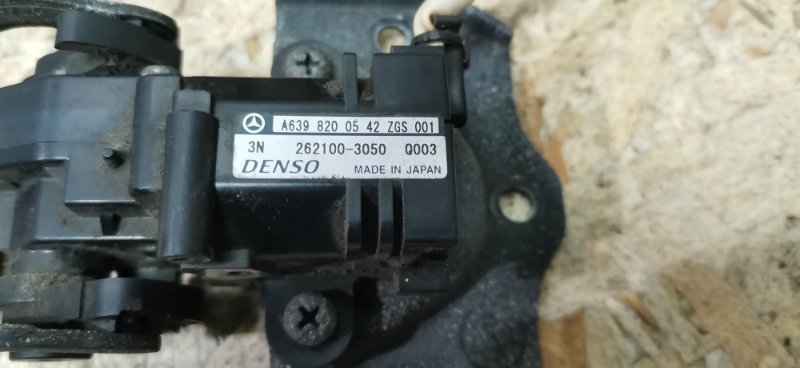 A639 820 05 42 ZGS 001
3N 262100-3050 Q003
DENSO MADE IN JAPAN